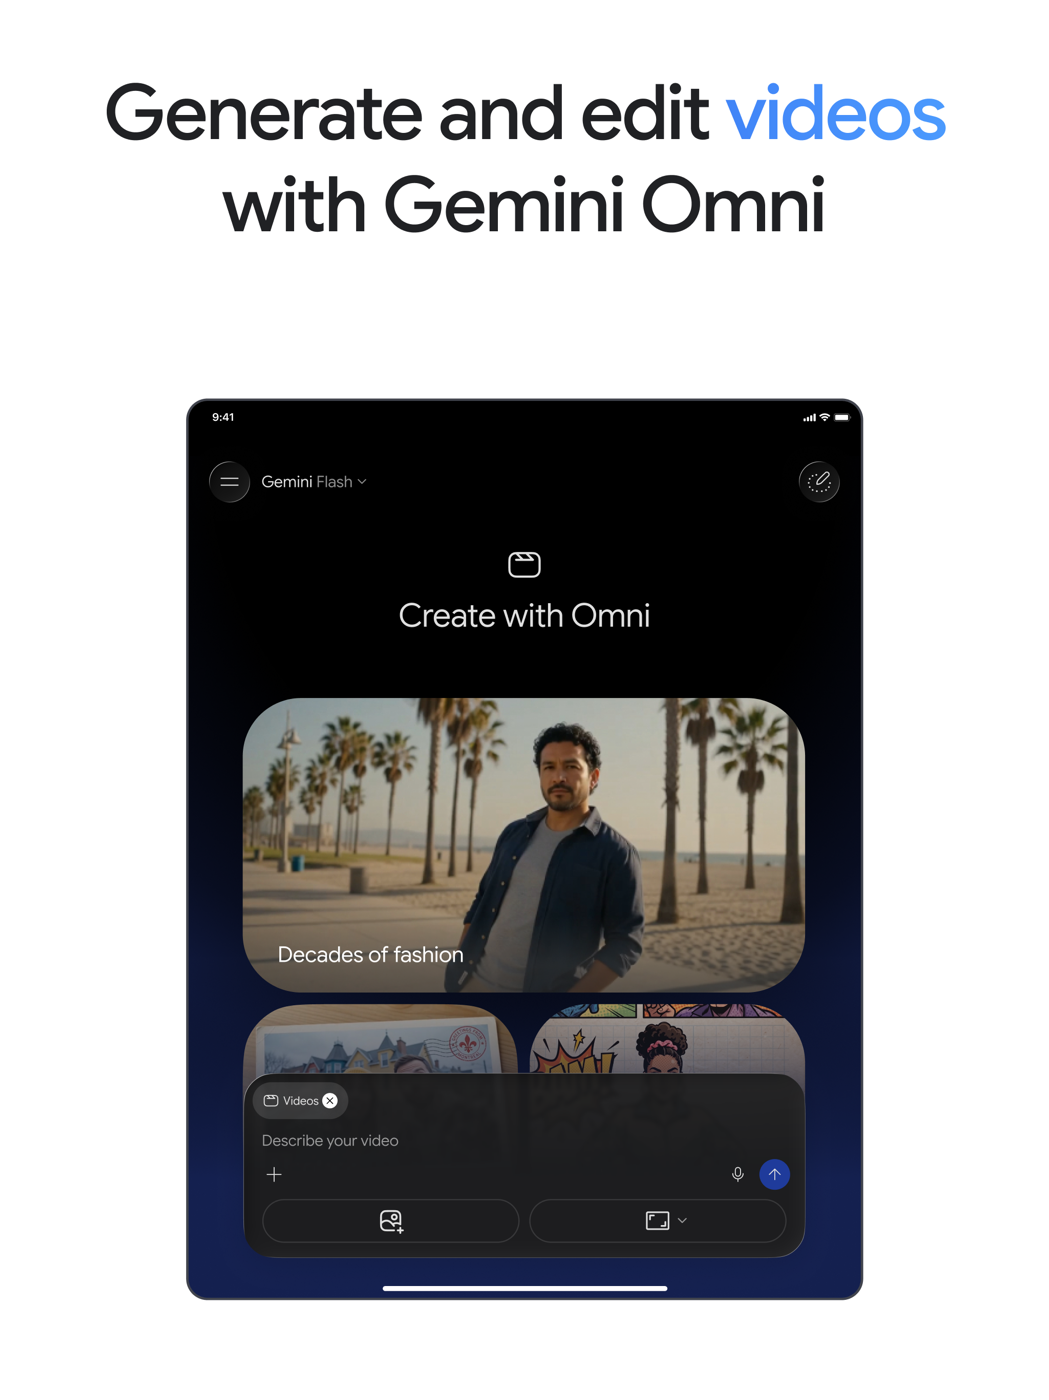 Generate and edit videos
with Gemini Omni
9:41
Gemini Flash
Create with Omni
Decades of fashion
Videos
Describe your video